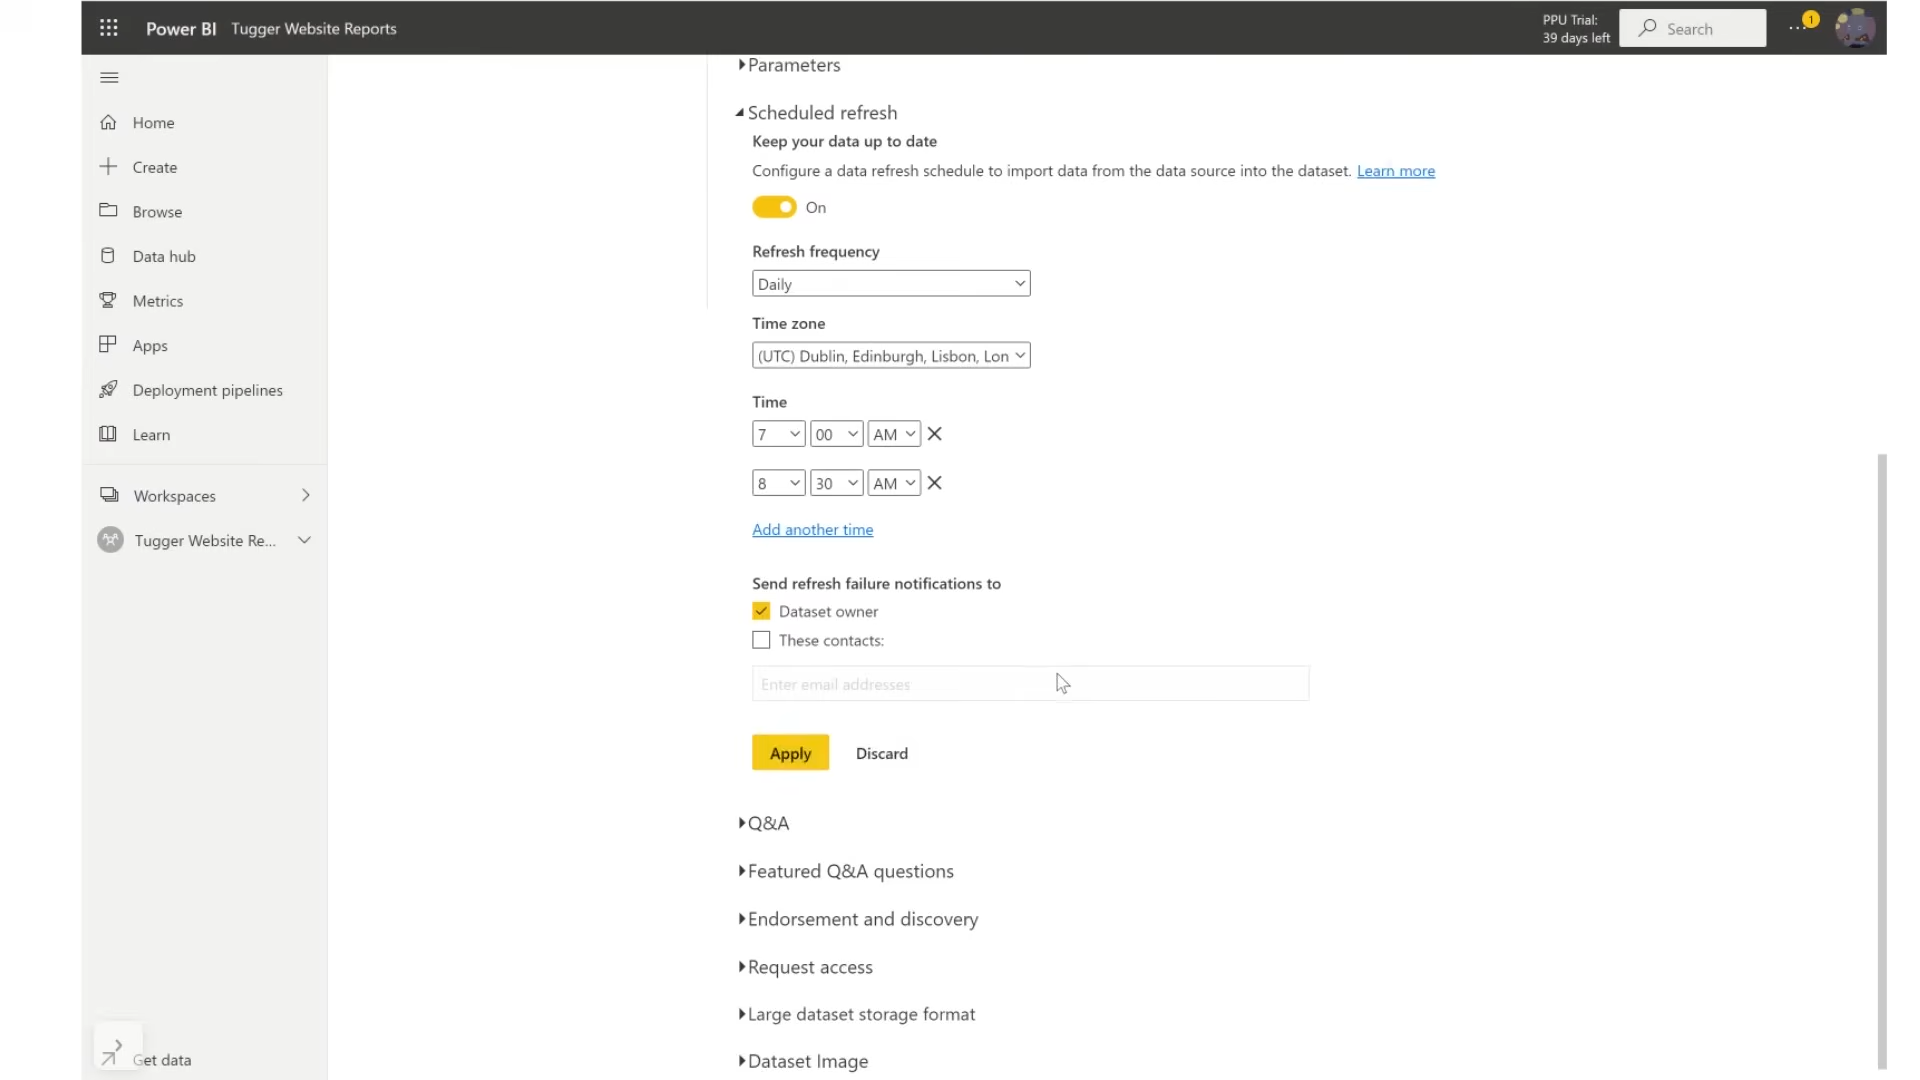 Power BI Tugger Website Reports
PPU Trial:
39 days left
Search
1
Home
Create
Browse
Data hub
Metrics
Apps
Deployment pipelines
Learn
Workspaces
Tugger Website Re...
Get data
Parameters
Scheduled refresh
Keep your data up to date
Configure a data refresh schedule to import data from the data source into the dataset. Learn more
On
Refresh frequency
Daily
Time zone
(UTC) Dublin, Edinburgh, Lisbon, Lon
Time
7 00 AM
8 30 AM
Add another time
Send refresh failure notifications to
Dataset owner
These contacts:
Enter email addresses
Apply Discard
Q&A
Featured Q&A questions
Endorsement and discovery
Request access
Large dataset storage format
Dataset Image